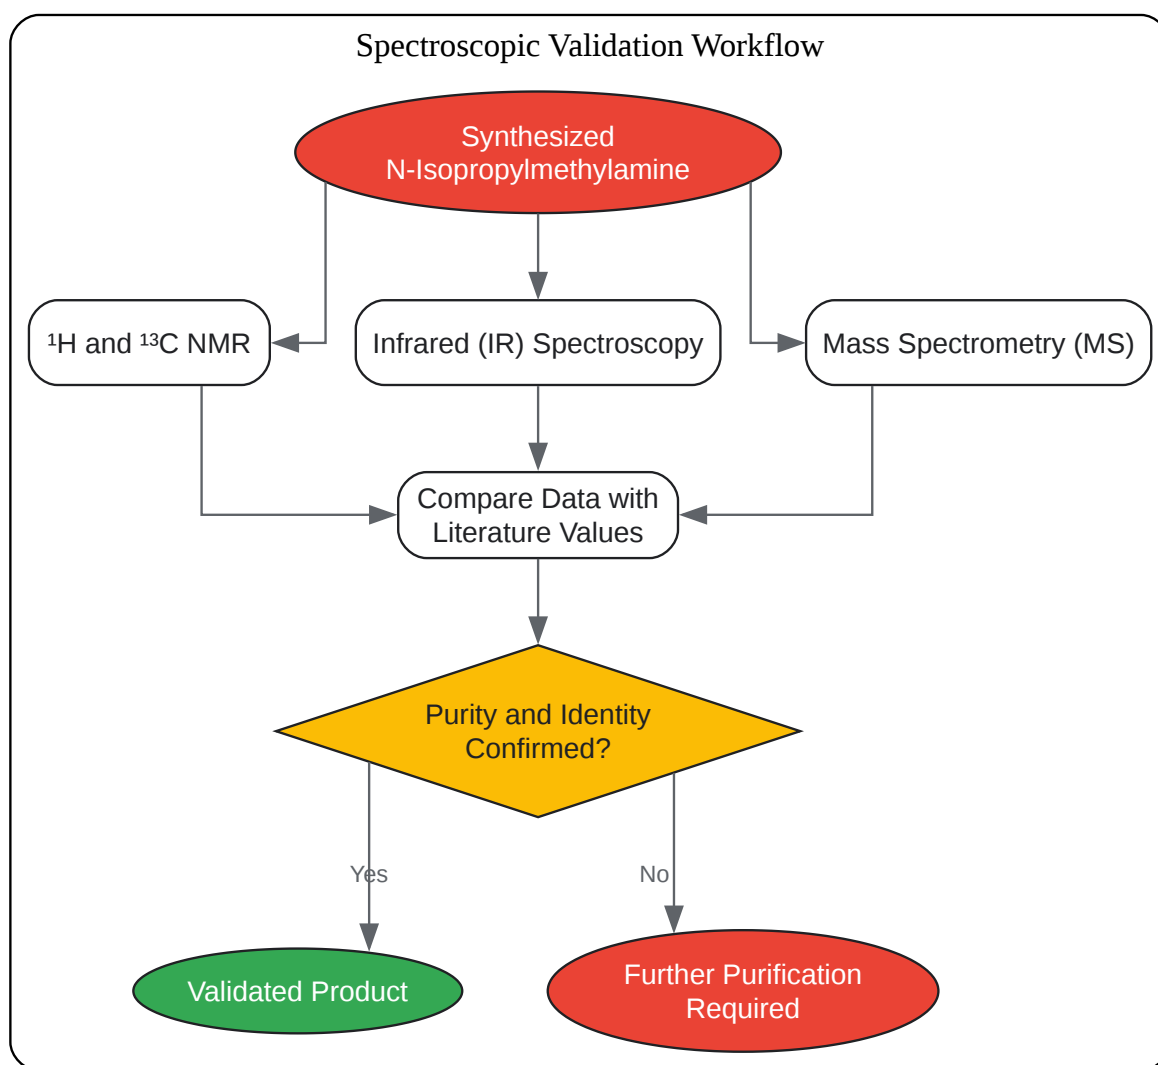 Spectroscopic Validation Workflow
Synthesized
N-Isopropylmethylamine
¹H and ¹³C NMR
Infrared (IR) Spectroscopy
Mass Spectrometry (MS)
Compare Data with
Literature Values
Purity and Identity
Confirmed?
Yes
No
Validated Product
Further Purification
Required